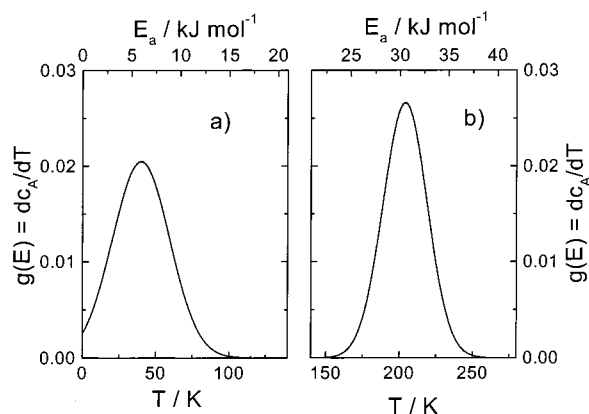 E_a / kJ mol⁻¹
E_a / kJ mol⁻¹
0 5 10 15 20
25 30 35 40
0.03
0.03
a)
b)
0.02
0.02
g(E) = dc_A/dT
g(E) = dc_A/dT
0.01
0.01
0.00
0.00
0 50 100
150 200 250
T / K
T / K